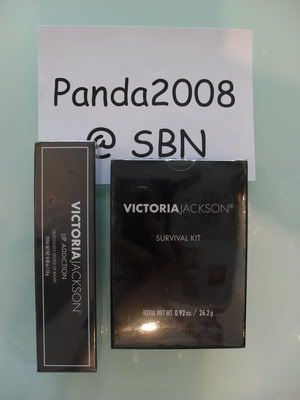 Panda2008
@ SBN
VICTORIA|JACKSON®
LIP ADDICTION
VICTORIA|JACKSON®
SURVIVAL KIT
TOTAL NET WT. 0.92 oz. / 26.2 g